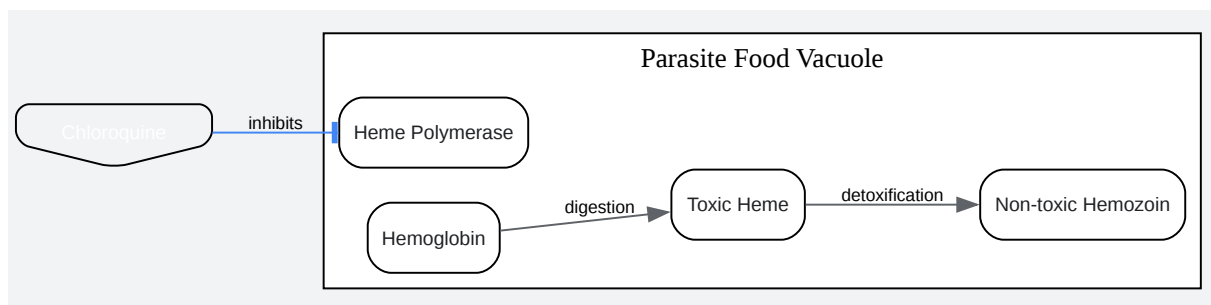 Parasite Food Vacuole
Chloroquine
inhibits
Heme Polymerase
Hemoglobin
digestion
Toxic Heme
detoxification
Non-toxic Hemozoin